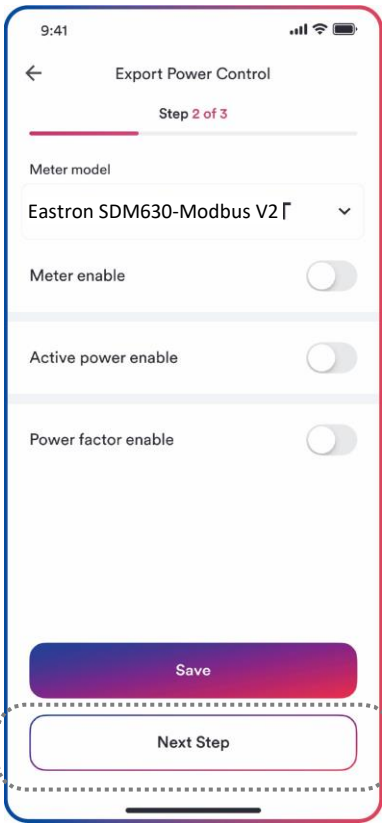 9:41
Export Power Control
Step 2 of 3
Meter model
Eastron SDM630-Modbus V2
Meter enable
Active power enable
Power factor enable
Save
Next Step